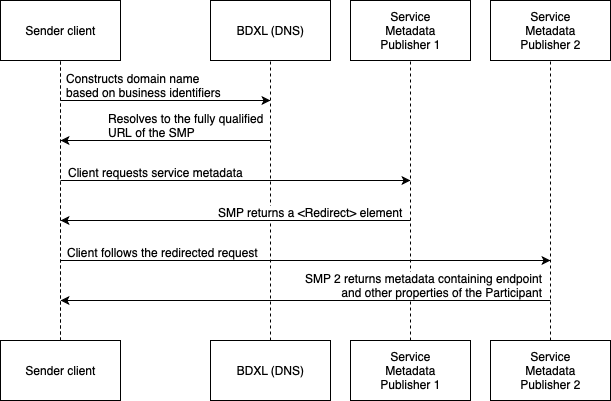 Sender client
BDXL (DNS)
Service
Metadata
Publisher 1
Service
Metadata
Publisher 2
Constructs domain name
based on business identifiers
Resolves to the fully qualified
URL of the SMP
Client requests service metadata
SMP returns a <Redirect> element
Client follows the redirected request
SMP 2 returns metadata containing endpoint
and other properties of the Participant
Sender client
BDXL (DNS)
Service
Metadata
Publisher 1
Service
Metadata
Publisher 2